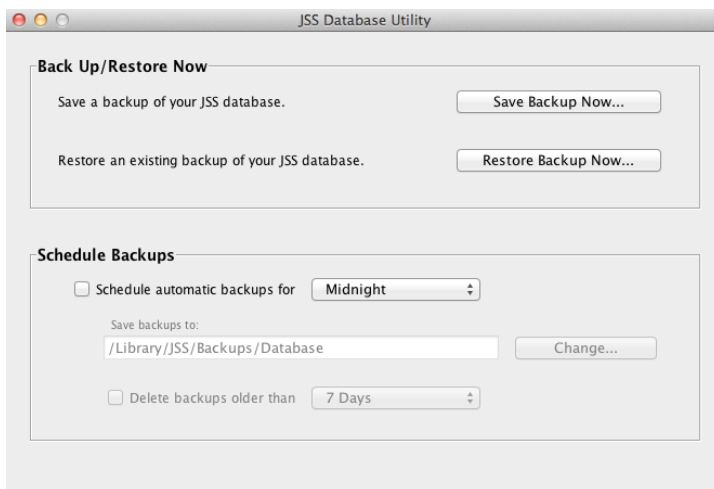 JSS Database Utility
Back Up/Restore Now
Save a backup of your JSS database.
Save Backup Now...
Restore an existing backup of your JSS database.
Restore Backup Now...
Schedule Backups
Schedule automatic backups for
Midnight
Save backups to:
/Library/JSS/Backups/Database
Change...
Delete backups older than
7 Days